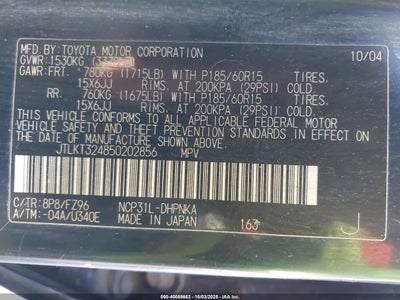 MFD. BY: TOYOTA MOTOR CORPORATION 10/04
GVWR: 1530KG
GAWR: FRT. 780KG (1715LB) WITH P185/60R15 TIRES,
15X6JJ RIMS, AT 200KPA (29PSI) COLD.
RR. 760KG (1675LB) WITH P185/60R15 TIRES,
15X6JJ RIMS, AT 200KPA (29PSI) COLD.
THIS VEHICLE CONFORMS TO ALL APPLICABLE FEDERAL MOTOR
VEHICLE SAFETY AND THEFT PREVENTION STANDARDS IN
EFFECT ON THE DATE OF MANUFACTURE SHOWN ABOVE.
JTLKT324850202856 MPV
C/TR: 8P8/FZ96 NCP31L-DHPNKA
A/TM: -04A/U340E MADE IN JAPAN 163 J
000-40088662 - 10/03/2025 - IAA, LLC